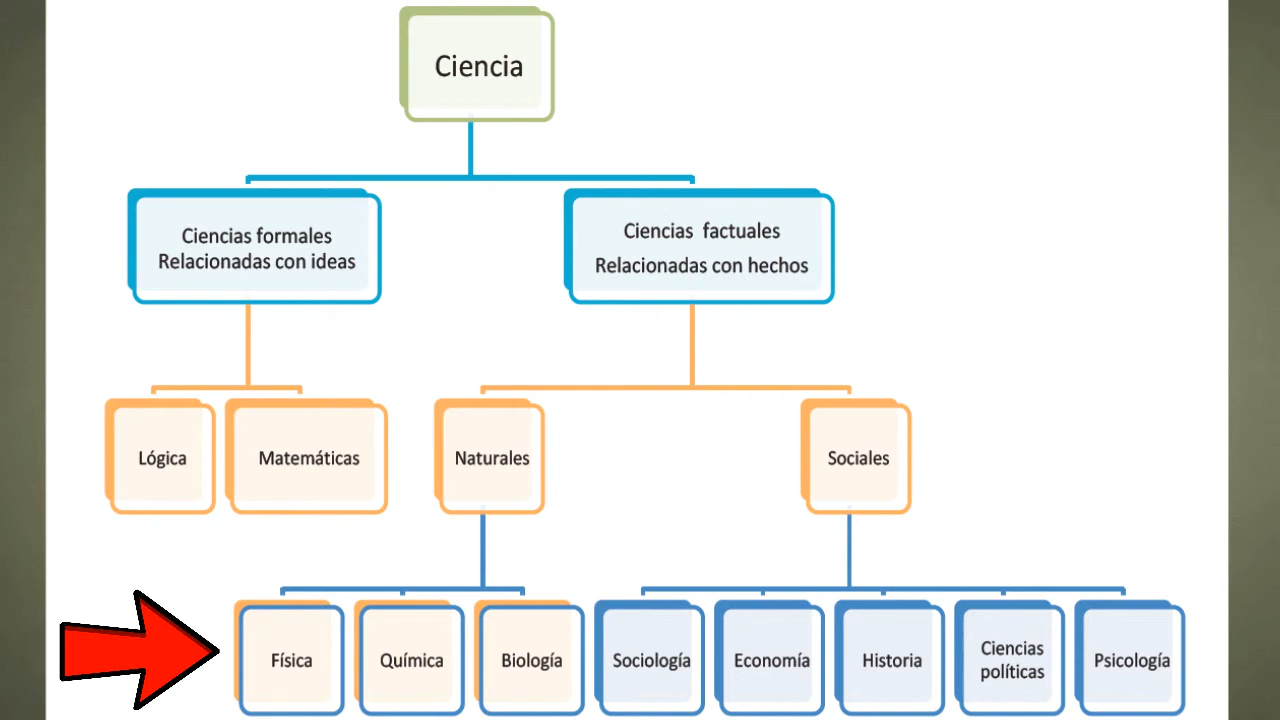 Ciencia
Ciencias formales
Relacionadas con ideas
Ciencias factuales
Relacionadas con hechos
Lógica
Matemáticas
Naturales
Sociales
Física
Química
Biología
Sociología
Economía
Historia
Ciencias
políticas
Psicología